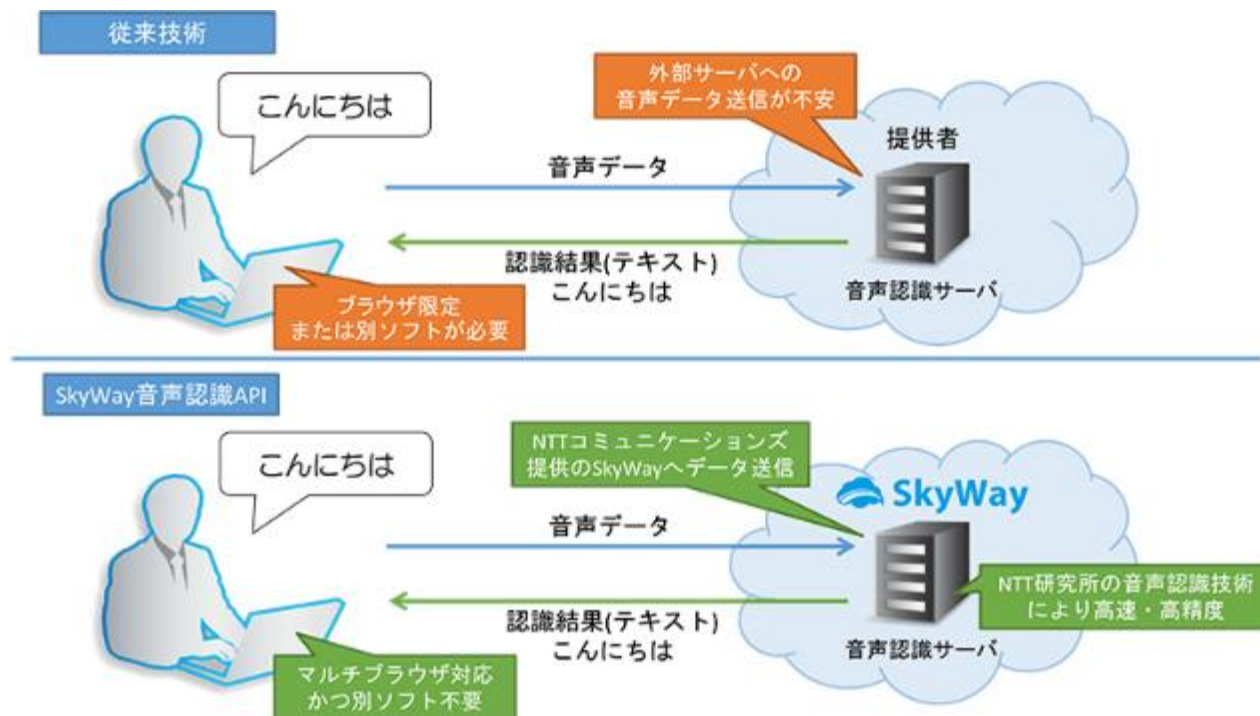 従来技術
こんにちは
外部サーバへの
音声データ送信が不安
提供者
音声データ
認識結果(テキスト)
こんにちは
音声認識サーバ
ブラウザ限定
または別ソフトが必要
SkyWay音声認識API
こんにちは
NTTコミュニケーションズ
提供のSkyWayへデータ送信
SkyWay
音声データ
NTT研究所の音声認識技術
により高速・高精度
認識結果(テキスト)
こんにちは
音声認識サーバ
マルチブラウザ対応
かつ別ソフト不要